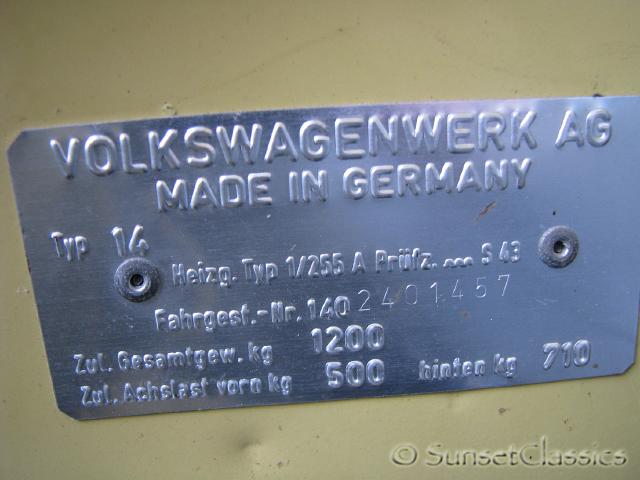 VOLKSWAGENWERK AG
MADE IN GERMANY
Typ 14
Heizg. Typ 1/255 A Prüfz. ~~~ S 43
Fahrgest.-Nr. 140 2401457
Zul. Gesamtgew. kg 1200
Zul. Achslast vorn kg 500 hinten kg 710
© SunsetClassics